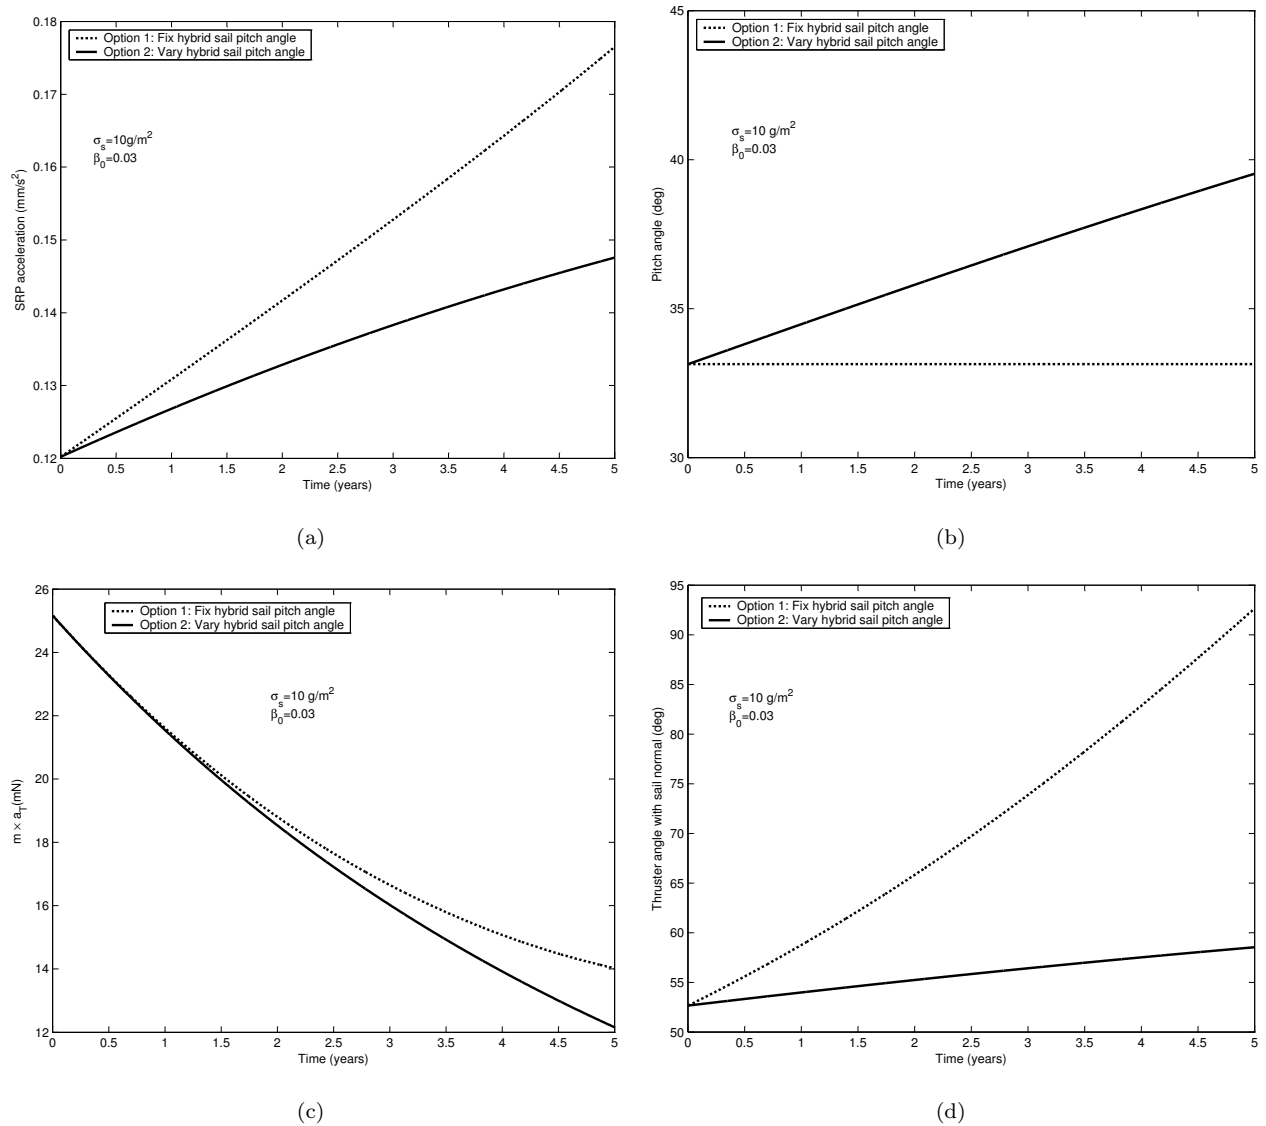 0.18
0.17
0.16
0.15
0.14
0.13
0.12
SRP acceleration (mm/s²)
Option 1: Fix hybrid sail pitch angle
Option 2: Vary hybrid sail pitch angle
σs=10g/m²
β0=0.03
0 0.5 1 1.5 2 2.5 3 3.5 4 4.5 5
Time (years)
(a)
45
40
35
30
Pitch angle (deg)
Option 1: Fix hybrid sail pitch angle
Option 2: Vary hybrid sail pitch angle
σs=10 g/m²
β0=0.03
0 0.5 1 1.5 2 2.5 3 3.5 4 4.5 5
Time (years)
(b)
26
24
22
20
18
16
14
12
m × aT(mN)
Option 1: Fix hybrid sail pitch angle
Option 2: Vary hybrid sail pitch angle
σs=10 g/m²
β0=0.03
0 0.5 1 1.5 2 2.5 3 3.5 4 4.5 5
Time (years)
(c)
95
90
85
80
75
70
65
60
55
50
Thruster angle with sail normal (deg)
Option 1: Fix hybrid sail pitch angle
Option 2: Vary hybrid sail pitch angle
σs=10 g/m²
β0=0.03
0 0.5 1 1.5 2 2.5 3 3.5 4 4.5 5
Time (years)
(d)